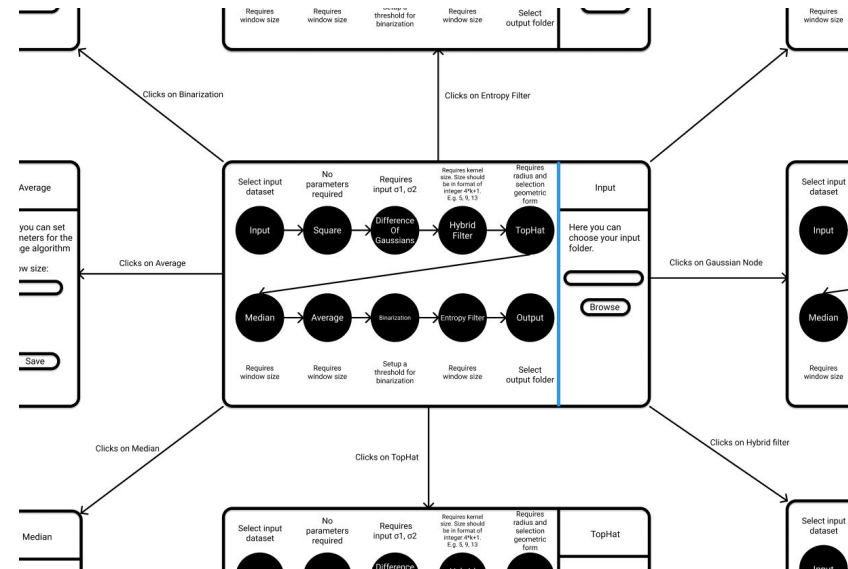 Requires
window size
Requires
window size
threshold for
binarization
Requires
window size
Select
output folder
Requires
window size
Clicks on Binarization
Clicks on Entropy Filter
Average
you can set
meters for the
ge algorithm
ow size:
Save
Clicks on Average
Select input
dataset
No
parameters
required
Requires
input σ1, σ2
Requires kernel
size. Size should
be in format of
integer 4*k+1.
E.g. 5, 9, 13
Requires
radius and
selection
geometric
form
Input
Square
Difference
Of
Gaussians
Hybrid
Filter
TopHat
Median
Average
Binarization
Entropy Filter
Output
Requires
window size
Requires
window size
Setup a
threshold for
binarization
Requires
window size
Select
output folder
Input
Here you can
choose your input
folder.
Browse
Clicks on Gaussian Node
Select input
dataset
Input
Median
Requires
window size
Clicks on Median
Clicks on TopHat
Clicks on Hybrid filter
Median
Select input
dataset
No
parameters
required
Requires
input σ1, σ2
Requires kernel
size. Size should
be in format of
integer 4*k+1.
E.g. 5, 9, 13
Requires
radius and
selection
geometric
form
TopHat
Difference
Select input
dataset